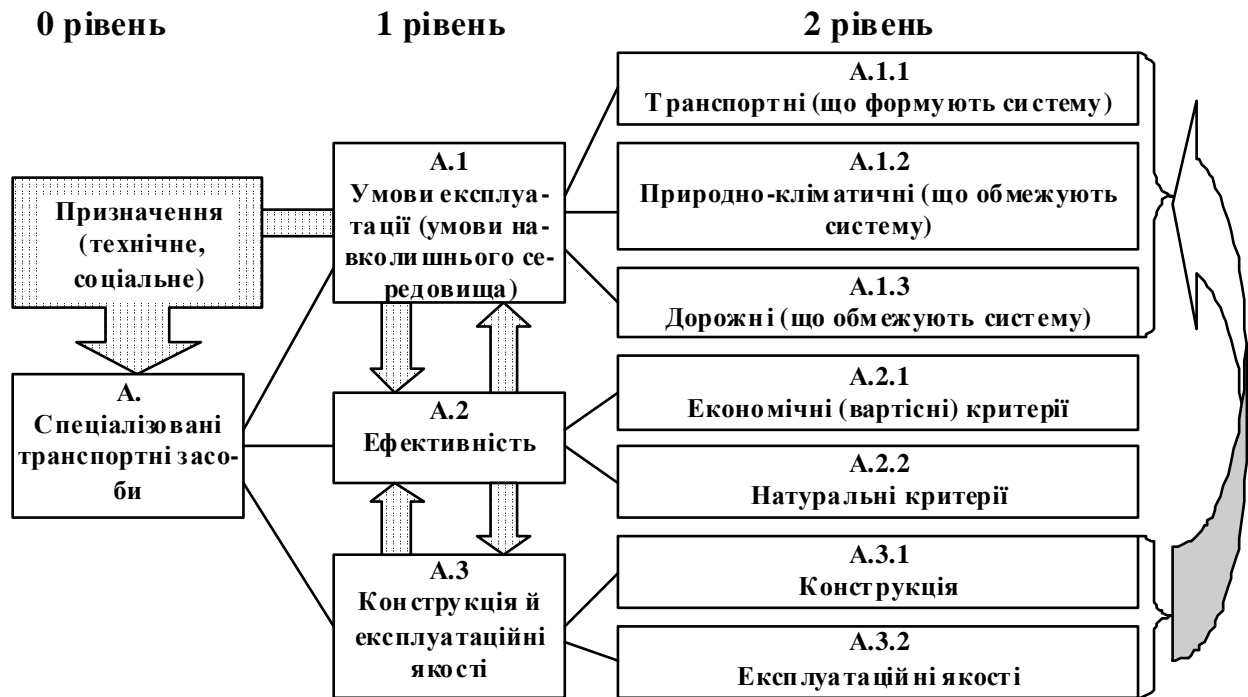 0 рівень
1 рівень
2 рівень
Призначення
(технічне,
соціальне)
А.
Спеціалізовані
транспортні засо-
би
А.1
Умови експлуа-
тації (умови на-
вколишнього се-
редовища)
А.2
Ефективність
А.3
Конструкція й
експлуатаційні
якості
А.1.1
Транспортні (що формують систему)
А.1.2
Природно-кліматичні (що обмежують
систему)
А.1.3
Дорожні (що обмежують систему)
А.2.1
Економічні (вартісні) критерії
А.2.2
Натуральні критерії
А.3.1
Конструкція
А.3.2
Експлуатаційні якості